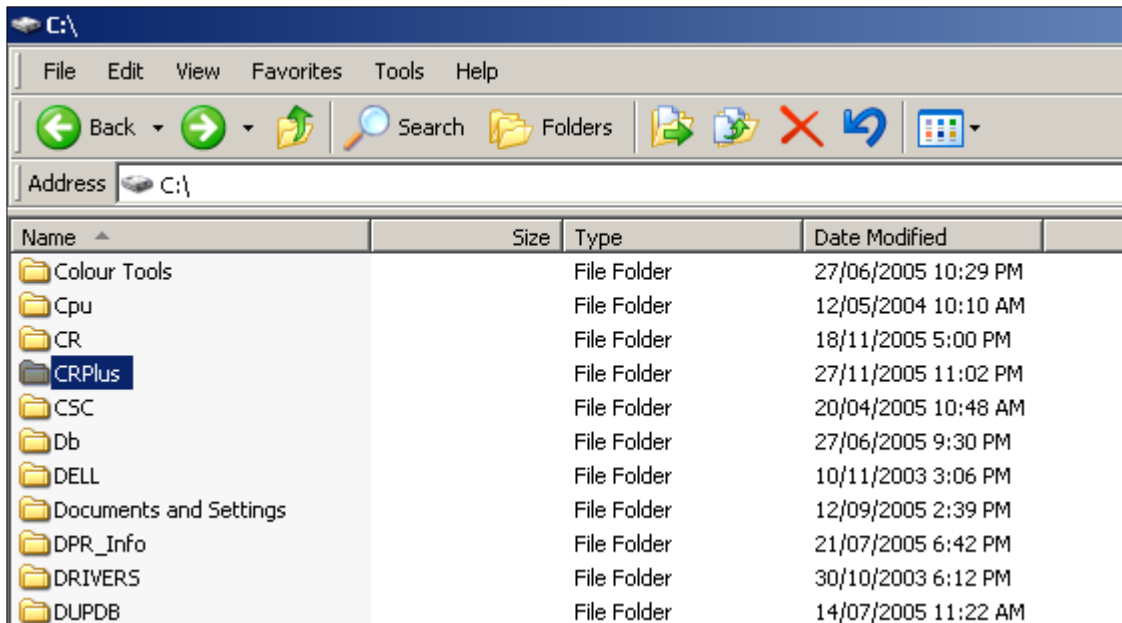 C:\
File Edit View Favorites Tools Help
Back Search Folders
Address C:\
Name Size Type Date Modified
Colour Tools File Folder 27/06/2005 10:29 PM
Cpu File Folder 12/05/2004 10:10 AM
CR File Folder 18/11/2005 5:00 PM
CRPlus File Folder 27/11/2005 11:02 PM
CSC File Folder 20/04/2005 10:48 AM
Db File Folder 27/06/2005 9:30 PM
DELL File Folder 10/11/2003 3:06 PM
Documents and Settings File Folder 12/09/2005 2:39 PM
DPR_Info File Folder 21/07/2005 6:42 PM
DRIVERS File Folder 30/10/2003 6:12 PM
DUPDB File Folder 14/07/2005 11:22 AM